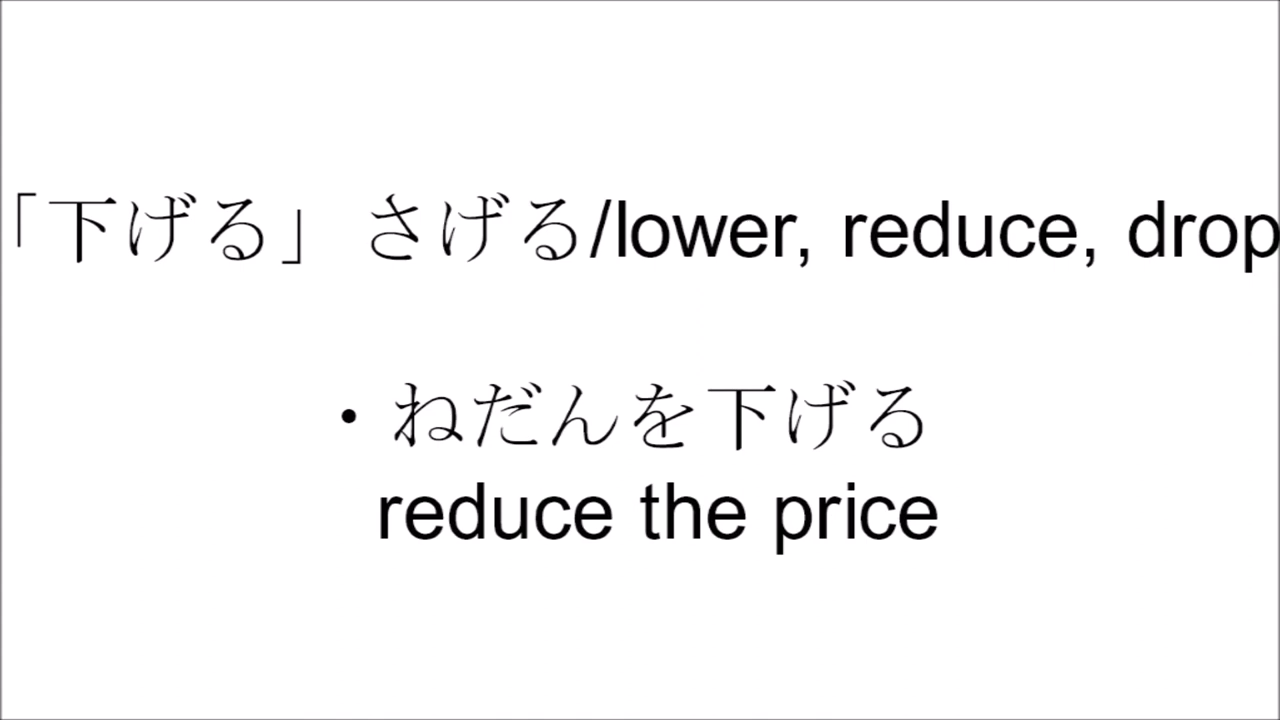 「下げる」 さげる/lower, reduce, drop
・ねだんを下げる
reduce the price